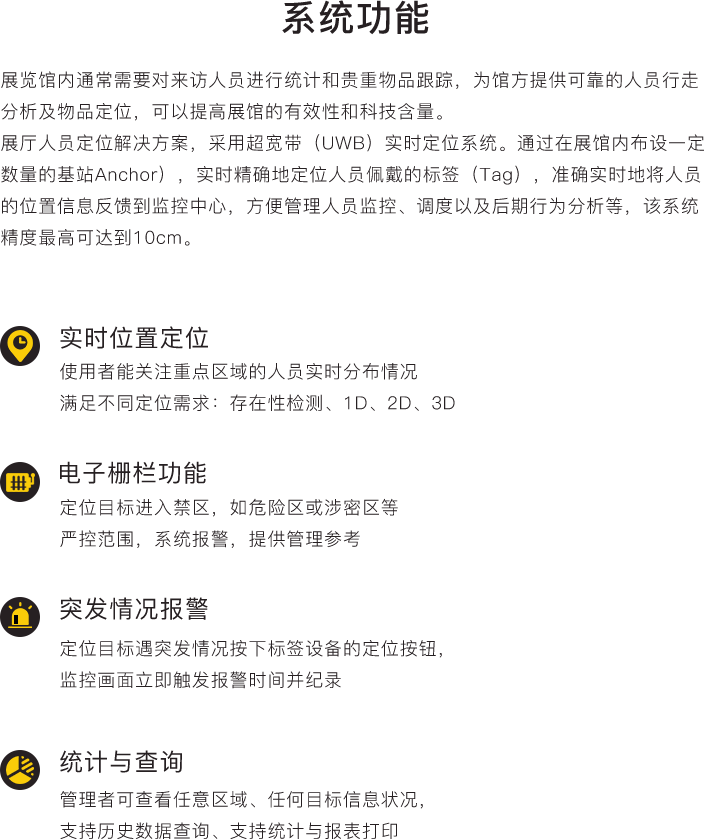 系统功能
展览馆内通常需要对来访人员进行统计和贵重物品跟踪，为馆方提供可靠的人员行走
分析及物品定位，可以提高展馆的有效性和科技含量。
展厅人员定位解决方案，采用超宽带（UWB）实时定位系统。通过在展馆内布设一定
数量的基站Anchor），实时精确地定位人员佩戴的标签（Tag），准确实时地将人员
的位置信息反馈到监控中心，方便管理人员监控、调度以及后期行为分析等，该系统
精度最高可达到10cm。
实时位置定位
使用者能关注重点区域的人员实时分布情况
满足不同定位需求：存在性检测、1D、2D、3D
电子栅栏功能
定位目标进入禁区，如危险区或涉密区等
严控范围，系统报警，提供管理参考
突发情况报警
定位目标遇突发情况按下标签设备的定位按钮，
监控画面立即触发报警时间并纪录
统计与查询
管理者可查看任意区域、任何目标信息状况，
支持历史数据查询、支持统计与报表打印